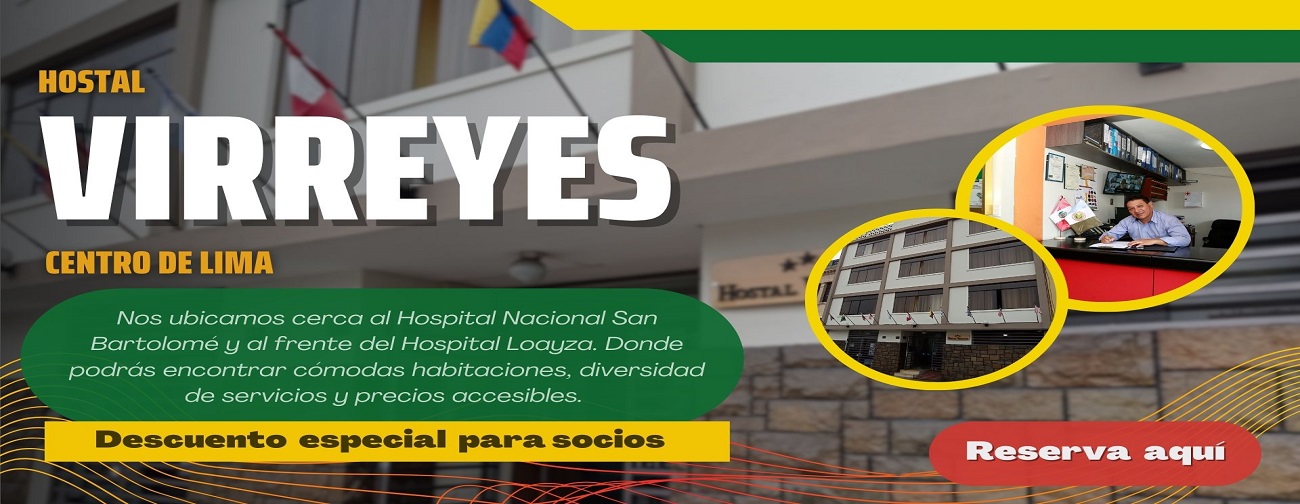 HOSTAL
VIRREYES
CENTRO DE LIMA
Nos ubicamos cerca al Hospital Nacional San
Bartolomé y al frente del Hospital Loayza. Donde
podrás encontrar cómodas habitaciones, diversidad
de servicios y precios accesibles.
Descuento especial para socios
HOSTAL
Reserva aquí